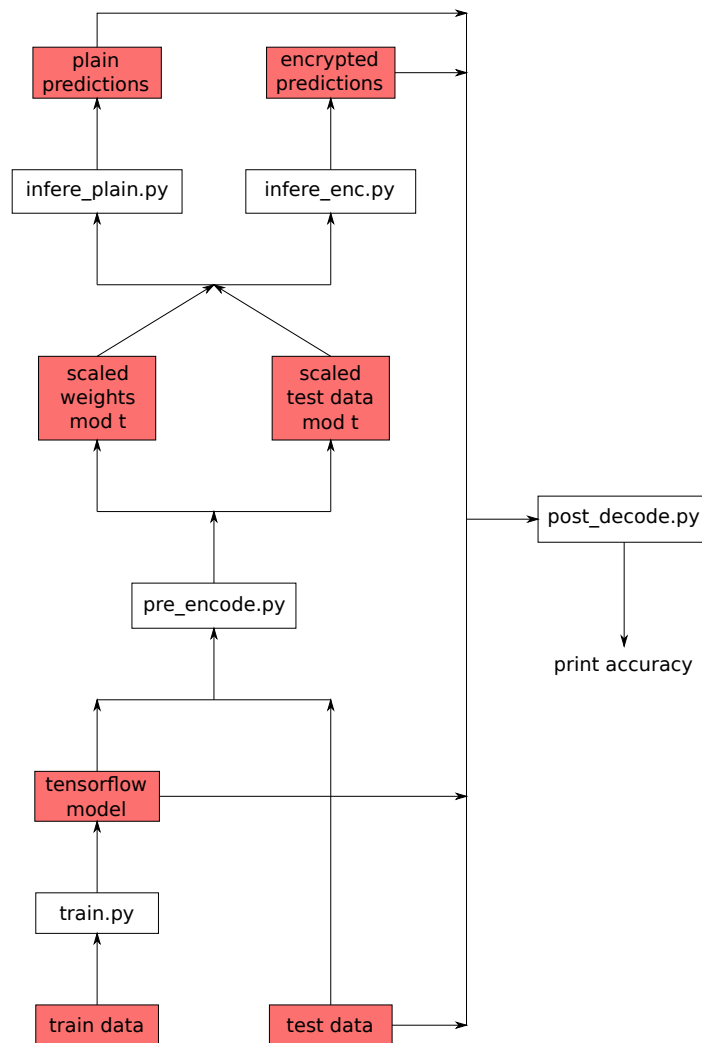 plain
predictions
encrypted
predictions
infere_plain.py
infere_enc.py
scaled
weights
mod t
scaled
test data
mod t
post_decode.py
pre_encode.py
print accuracy
tensorflow
model
train.py
train data
test data